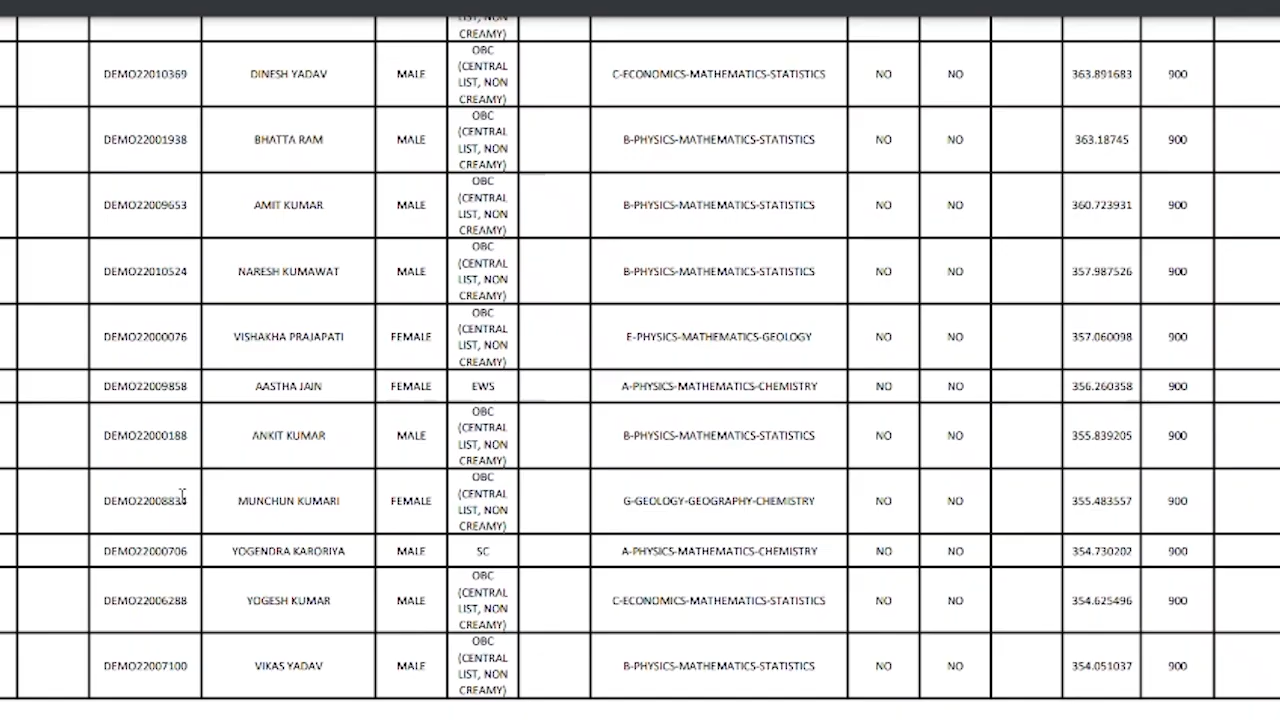 LIST, NON
CREAMY)
DEMO22010369 DINESH YADAV MALE OBC
(CENTRAL
LIST, NON
CREAMY) C-ECONOMICS-MATHEMATICS-STATISTICS NO NO 363.891683 900
DEMO22001938 BHATTA RAM MALE OBC
(CENTRAL
LIST, NON
CREAMY) B-PHYSICS-MATHEMATICS-STATISTICS NO NO 363.18745 900
DEMO22009653 AMIT KUMAR MALE OBC
(CENTRAL
LIST, NON
CREAMY) B-PHYSICS-MATHEMATICS-STATISTICS NO NO 360.723931 900
DEMO22010524 NARESH KUMAWAT MALE OBC
(CENTRAL
LIST, NON
CREAMY) B-PHYSICS-MATHEMATICS-STATISTICS NO NO 357.987526 900
DEMO22000076 VISHAKHA PRAJAPATI FEMALE OBC
(CENTRAL
LIST, NON
CREAMY) E-PHYSICS-MATHEMATICS-GEOLOGY NO NO 357.060098 900
DEMO22009858 AASTHA JAIN FEMALE EWS A-PHYSICS-MATHEMATICS-CHEMISTRY NO NO 356.260358 900
DEMO22000188 ANKIT KUMAR MALE OBC
(CENTRAL
LIST, NON
CREAMY) B-PHYSICS-MATHEMATICS-STATISTICS NO NO 355.839205 900
MUNCHUN KUMARI FEMALE OBC
(CENTRAL
LIST, NON
CREAMY) G-GEOLOGY-GEOGRAPHY-CHEMISTRY NO NO 355.483557 900
DEMO22000706 YOGENDRA KARORIYA MALE SC A-PHYSICS-MATHEMATICS-CHEMISTRY NO NO 354.730202 900
DEMO22006288 YOGESH KUMAR MALE OBC
(CENTRAL
LIST, NON
CREAMY) C-ECONOMICS-MATHEMATICS-STATISTICS NO NO 354.625496 900
DEMO22007100 VIKAS YADAV MALE OBC
(CENTRAL
LIST, NON
CREAMY) B-PHYSICS-MATHEMATICS-STATISTICS NO NO 354.051037 900